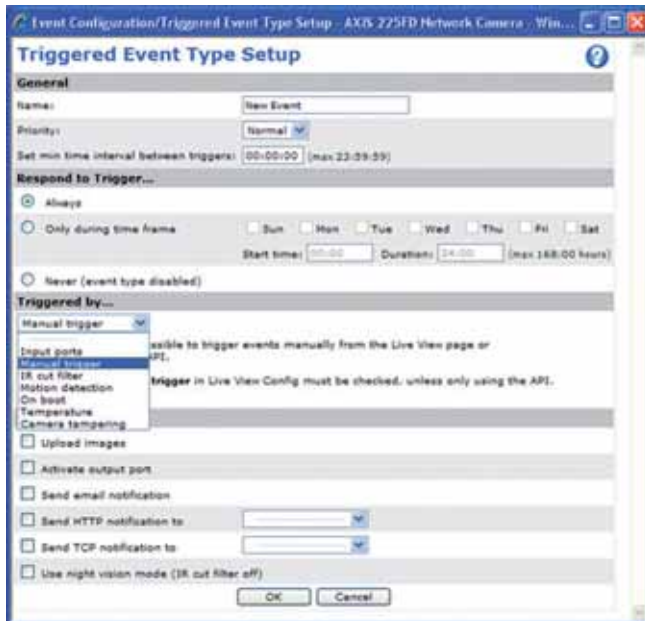 Event Configuration/Triggered Event Type Setup - AXIS 225FD Network Camera - Win...
Triggered Event Type Setup
?
General
Name:
New Event
Priority:
Normal
Set min time interval between triggers: 00:00:00 (max 23:59:59)
Respond to Trigger...
Always
Only during time frame
Sun Mon Tue Wed Thu Fri Sat
Start time: 00:00 Duration: 24:00 (max 168:00 hours)
Never (event type disabled)
Triggered by...
Manual trigger
ssible to trigger events manually from the Live View page or
Input ports
API.
Manual trigger
IR cut filter
trigger in Live View Config must be checked, unless only using the API.
Motion detection
On boot
Temperature
Camera tampering
Upload images
Activate output port
Send email notification
Send HTTP notification to
Send TCP notification to
Use night vision mode (IR cut filter off)
OK Cancel